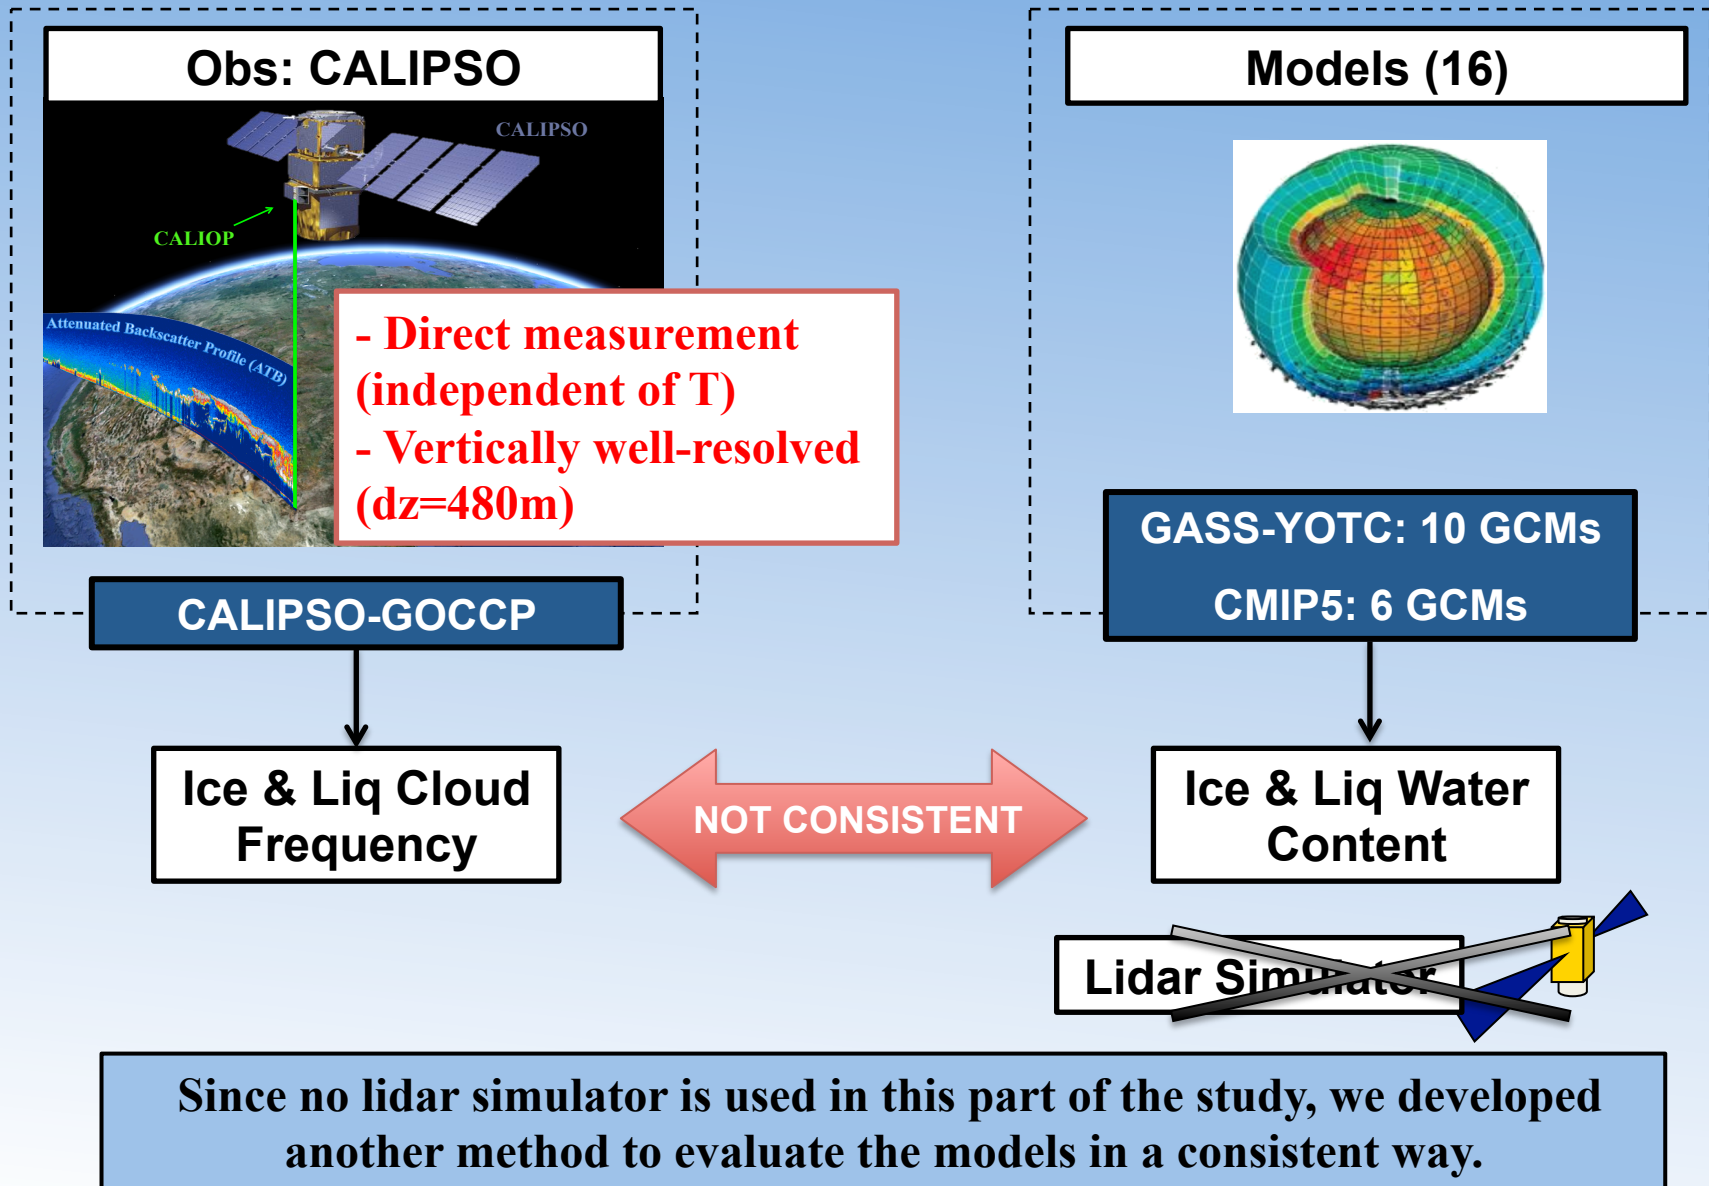 Obs: CALIPSO
CALIPSO
CALIOP
Attenuated Backscatter Profile (ATB)
- Direct measurement
(independent of T)
- Vertically well-resolved
(dz=480m)
CALIPSO-GOCCP
Ice & Liq Cloud
Frequency
NOT CONSISTENT
Models (16)
GASS-YOTC: 10 GCMs
CMIP5: 6 GCMs
Ice & Liq Water
Content
Lidar Simulator
Since no lidar simulator is used in this part of the study, we developed
another method to evaluate the models in a consistent way.